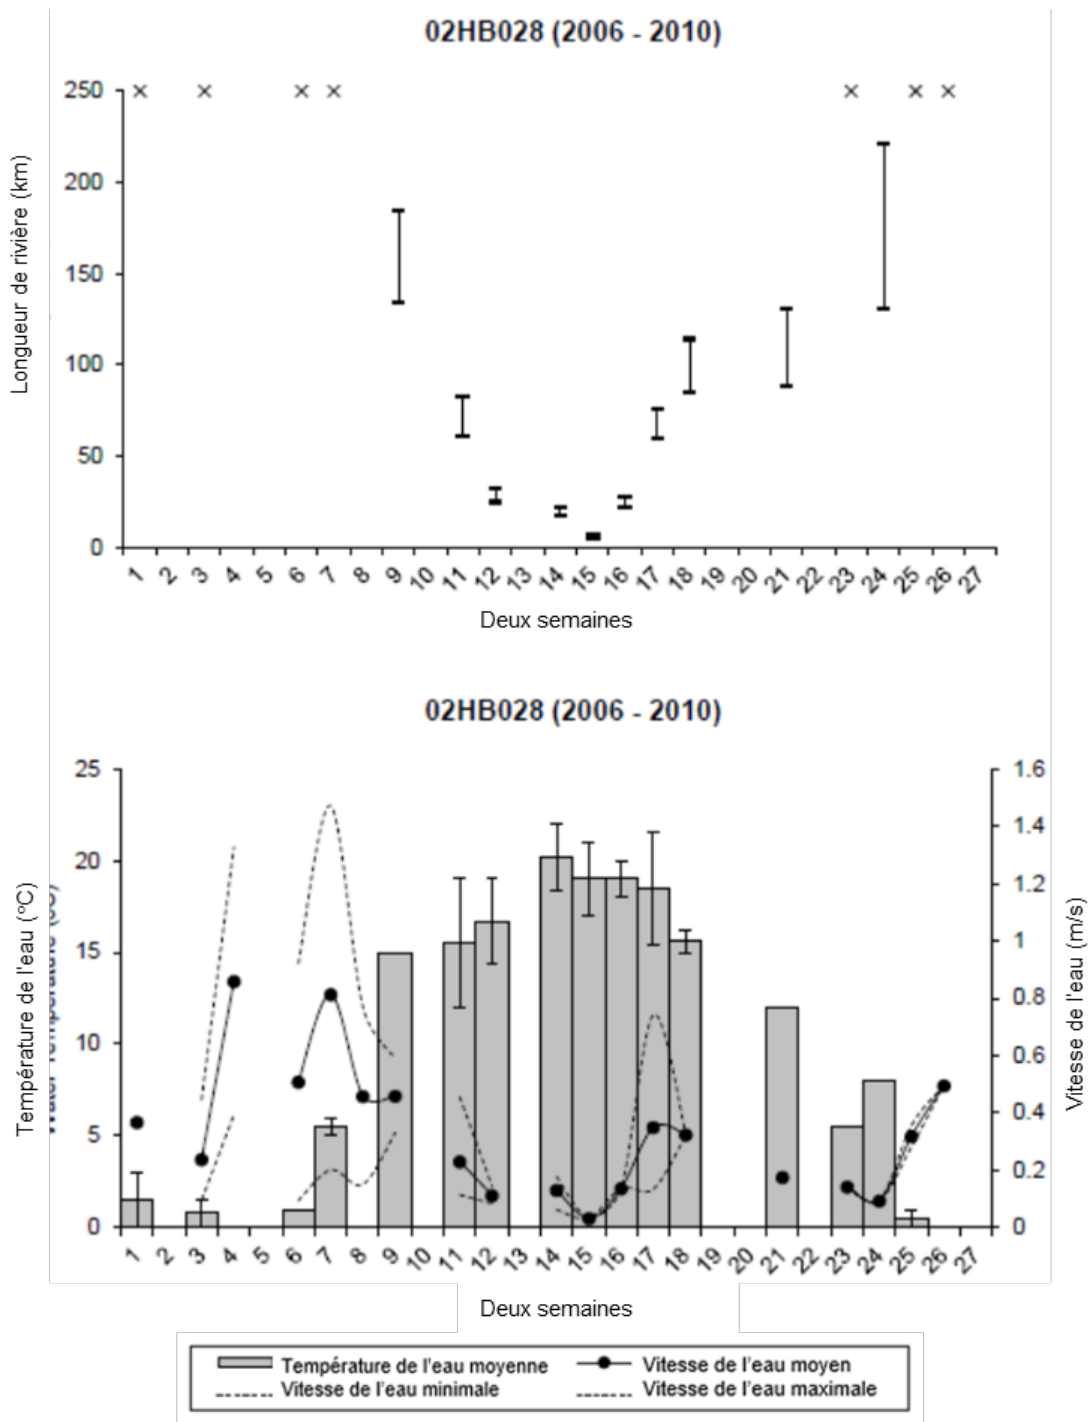 02HB028 (2006 - 2010)
Longueur de rivière (km)
250
200
150
100
50
0
1 2 3 4 5 6 7 8 9 10 11 12 13 14 15 16 17 18 19 20 21 22 23 24 25 26 27
Deux semaines
02HB028 (2006 - 2010)
Température de l'eau (°C)
25
20
15
10
5
0
1.6
1.4
1.2
1
0.8
0.6
0.4
0.2
0
Vitesse de l'eau (m/s)
1 2 3 4 5 6 7 8 9 10 11 12 13 14 15 16 17 18 19 20 21 22 23 24 25 26 27
Deux semaines
Température de l'eau moyenne
Vitesse de l'eau moyen
Vitesse de l'eau minimale
Vitesse de l'eau maximale